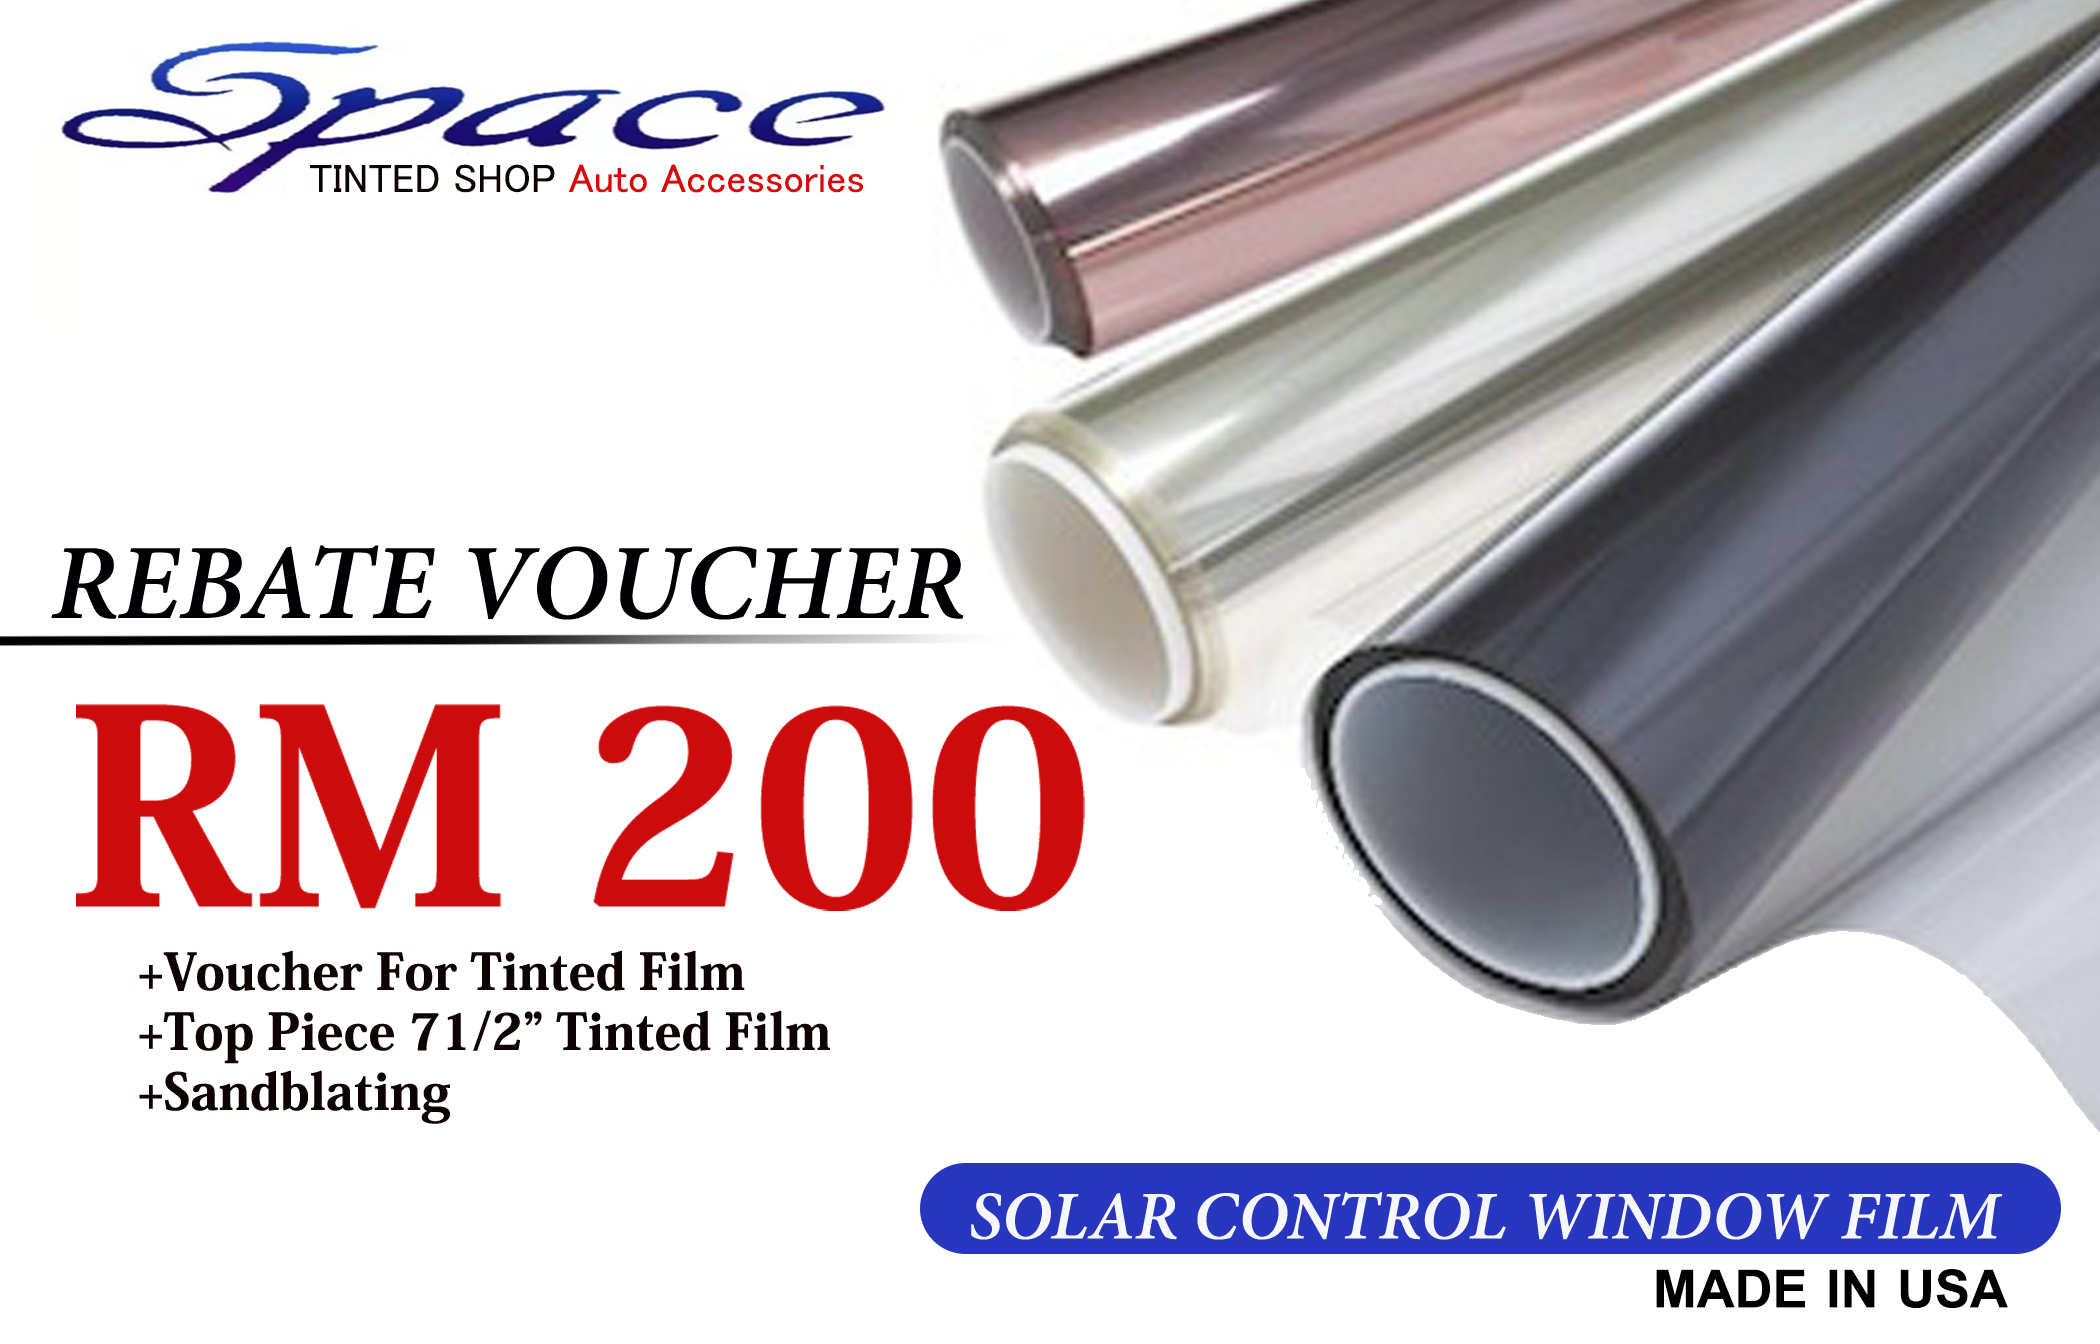 Space
TINTED SHOP Auto Accessories
REBATE VOUCHER
RM 200
+Voucher For Tinted Film
+Top Piece 71/2” Tinted Film
+Sandblating
SOLAR CONTROL WINDOW FILM
MADE IN USA